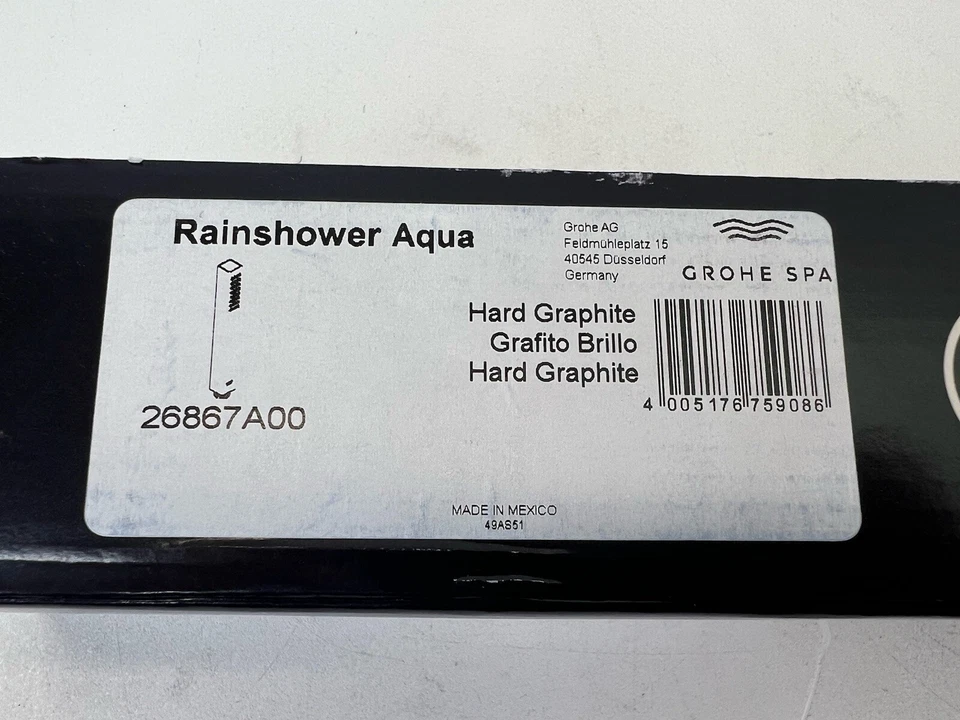 Rainshower Aqua
Grohe AG
Feldmühleplatz 15
40545 Düsseldorf
Germany
GROHE SPA
Hard Graphite
Grafito Brillo
Hard Graphite
4 005176 759086
26867A00
MADE IN MEXICO
49AS51